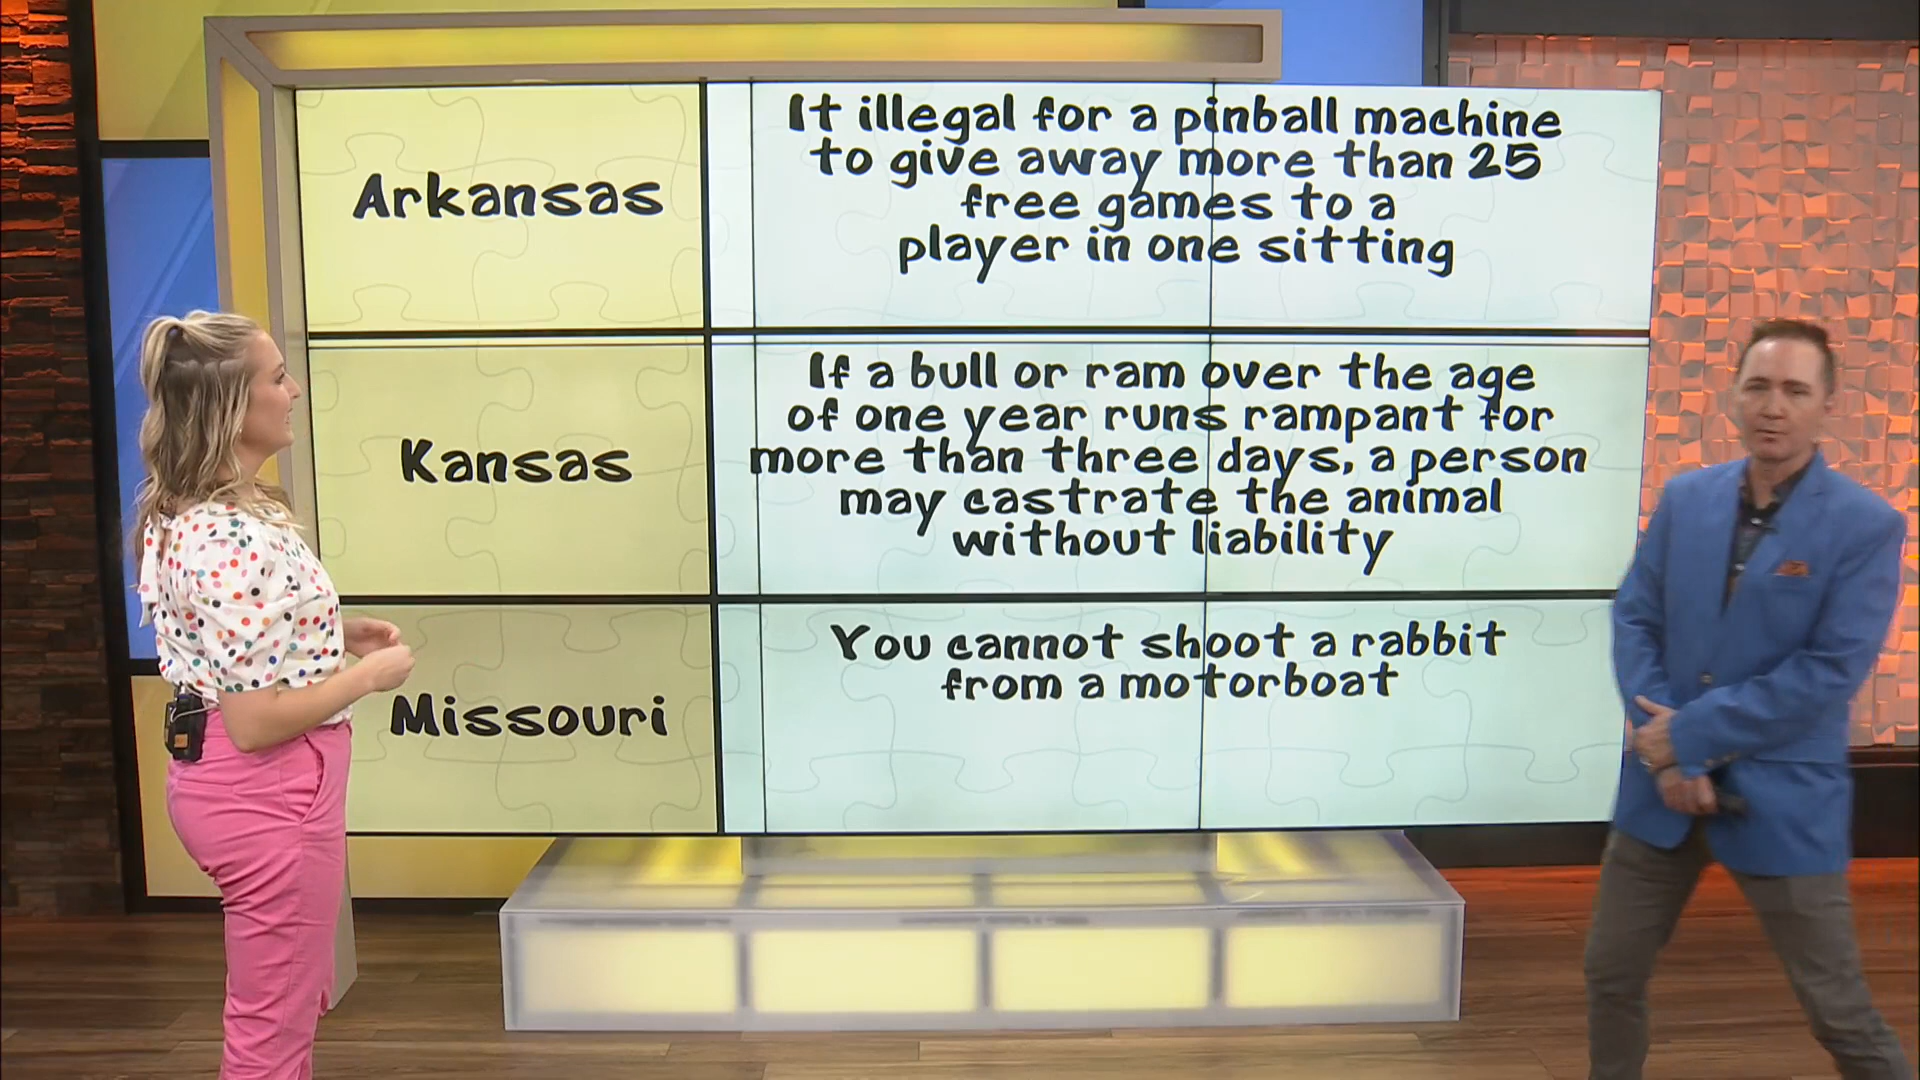 Arkansas
It illegal for a pinball machine
to give away more than 25
free games to a
player in one sitting
Kansas
If a bull or ram over the age
of one year runs rampant for
more than three days, a person
may castrate the animal
without liability
Missouri
You cannot shoot a rabbit
from a motorboat